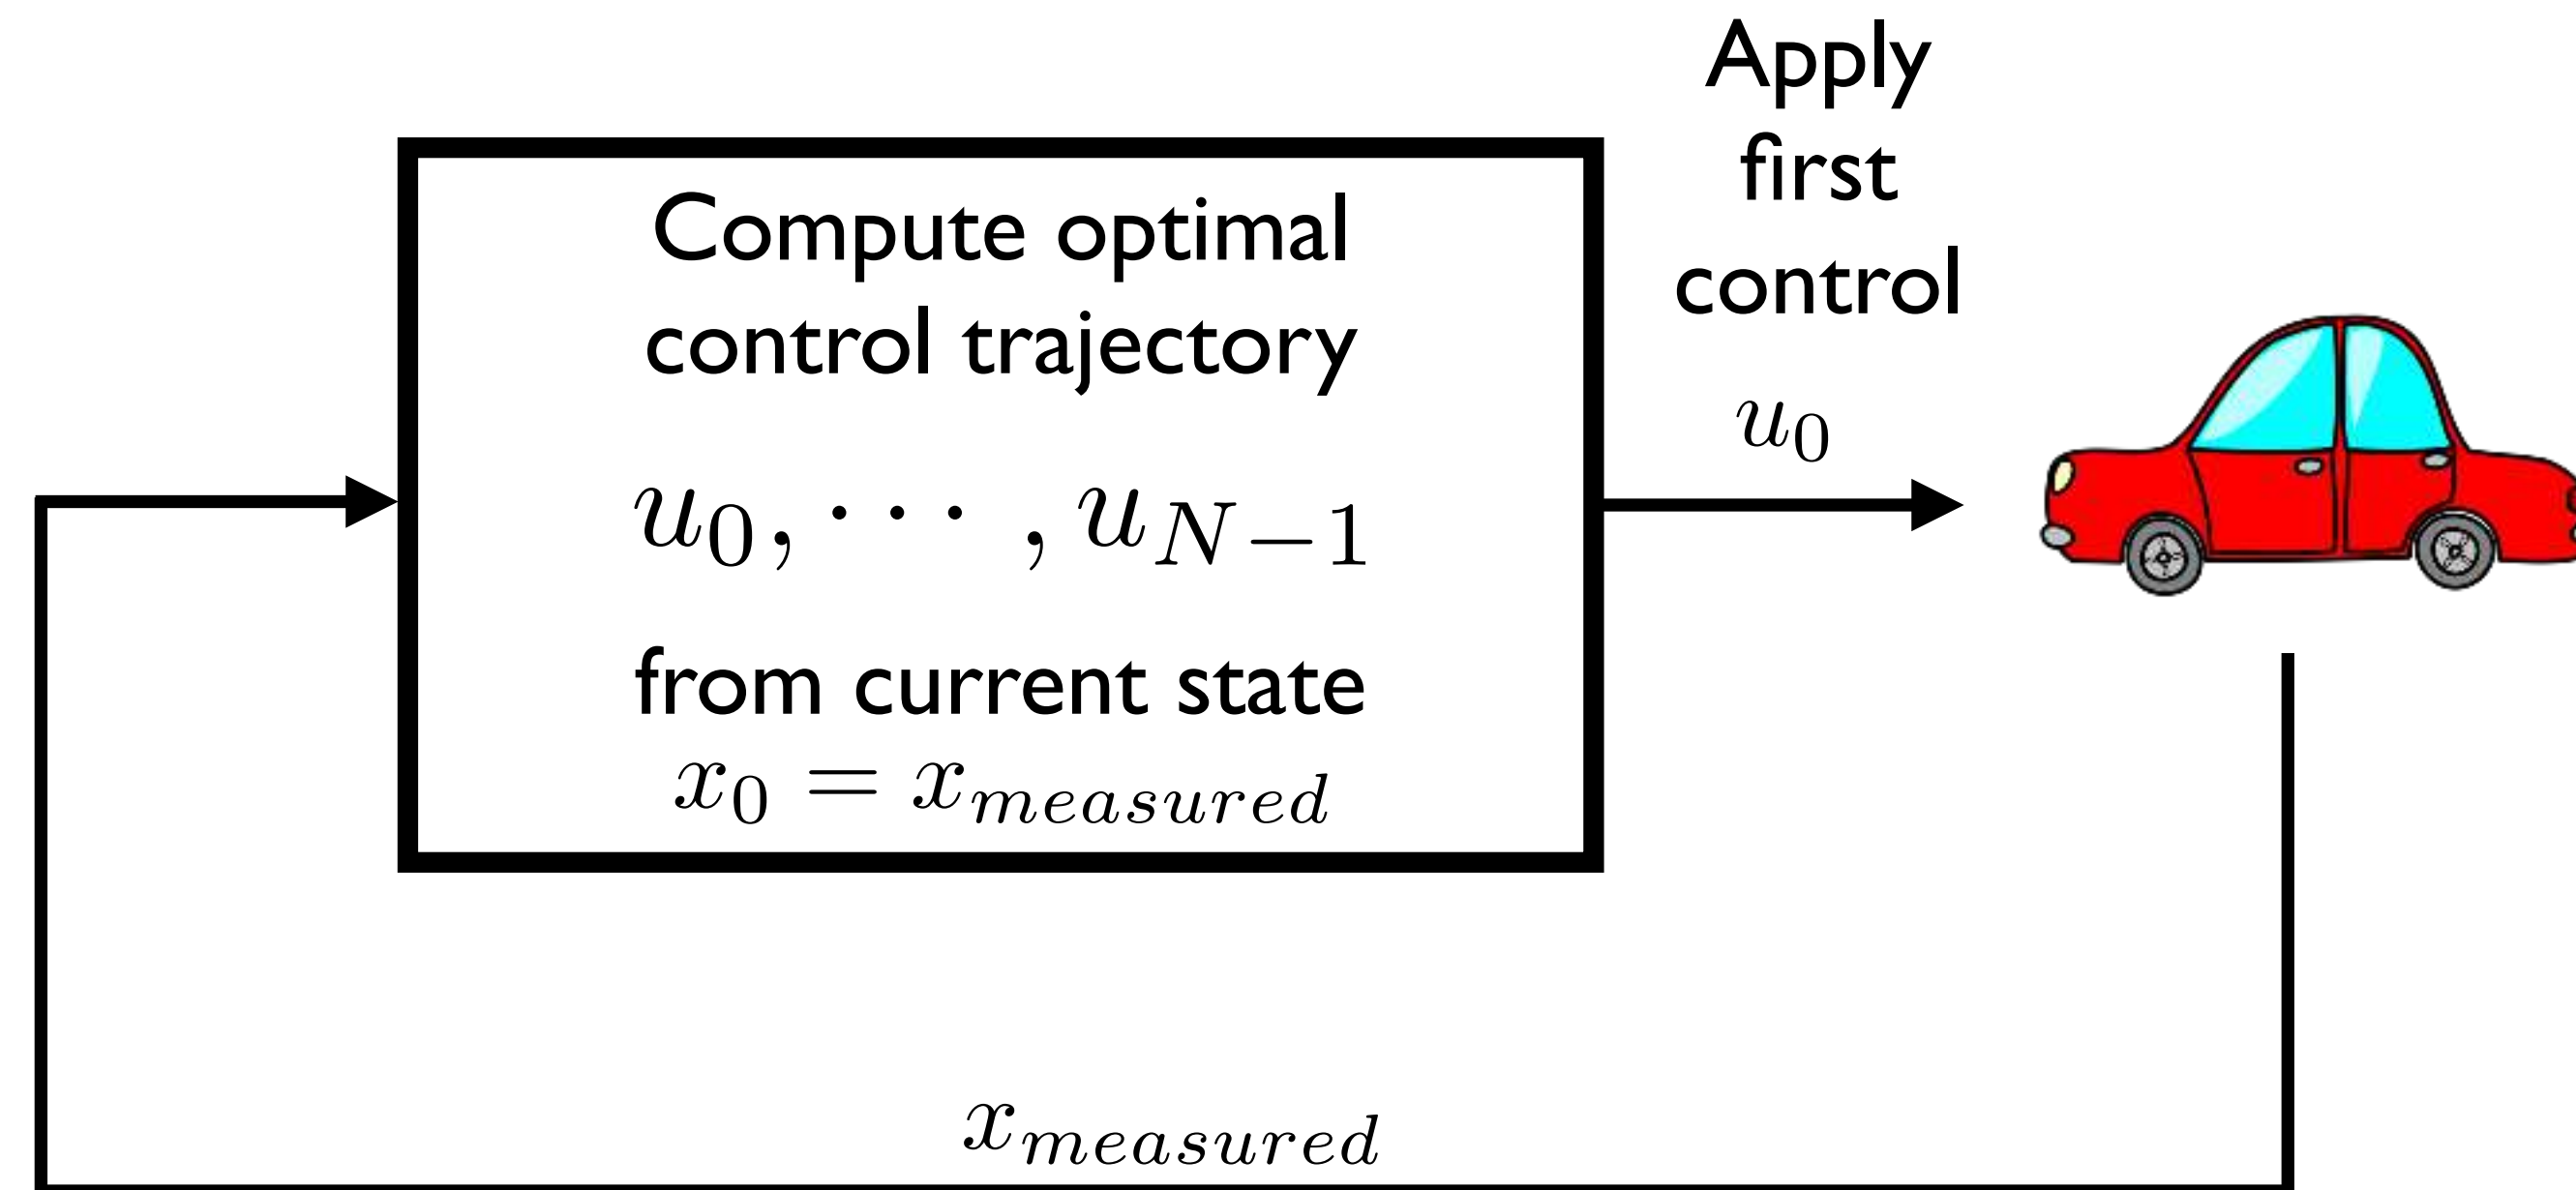 Compute optimal
control trajectory
u_0, ··· , u_{N−1}
from current state
x_0 = x_{measured}
Apply
first
control
u_0
x_{measured}